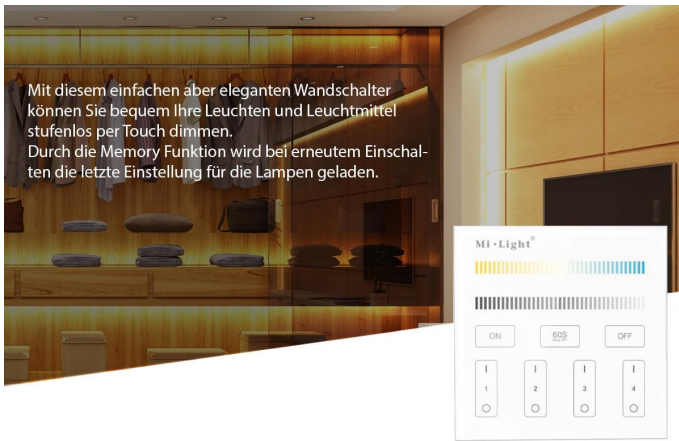 Mit diesem einfachen aber eleganten Wandschalter
können Sie bequem Ihre Leuchten und Leuchtmittel
stufenlos per Touch dimmen.
Durch die Memory Funktion wird bei erneutem Einschal-
ten die letzte Einstellung für die Lampen geladen.
Mi·Light®
ON 60S OFF
1 2 3 4